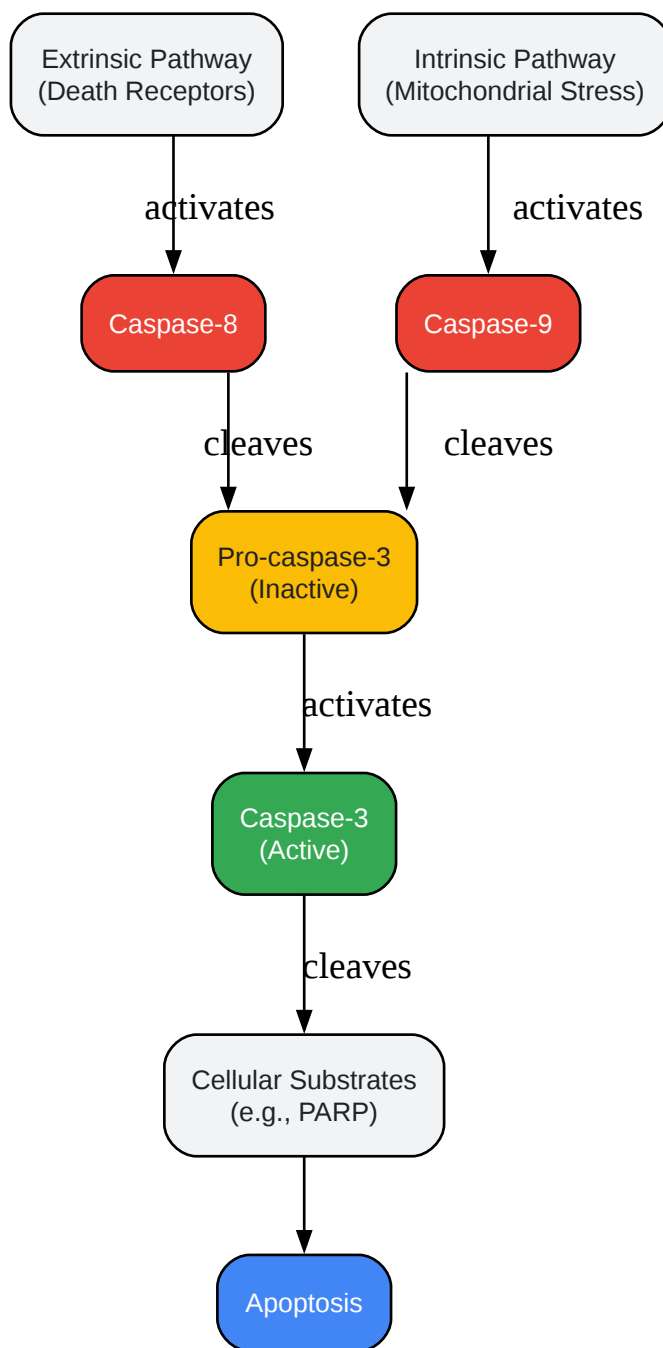 Extrinsic Pathway
(Death Receptors)
Intrinsic Pathway
(Mitochondrial Stress)
activates
activates
Caspase-8
Caspase-9
cleaves
cleaves
Pro-caspase-3
(Inactive)
activates
Caspase-3
(Active)
cleaves
Cellular Substrates
(e.g., PARP)
Apoptosis